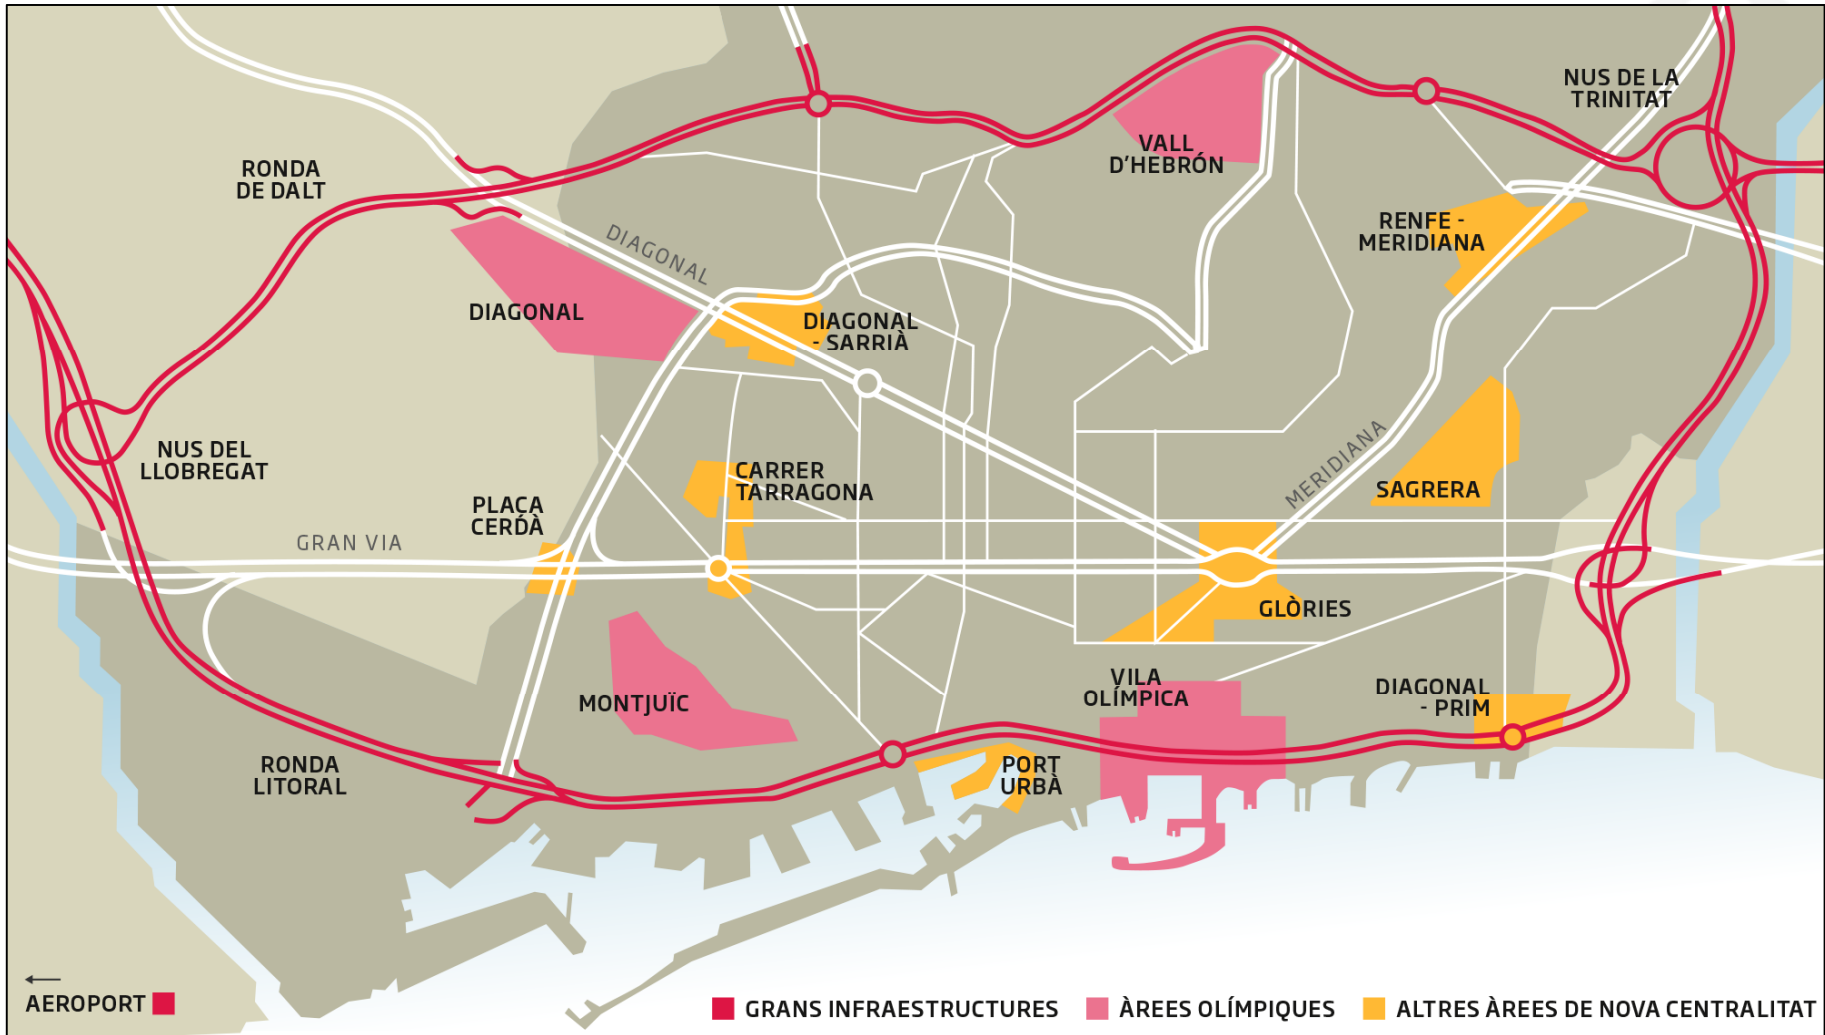 NUS DE LA
TRINITAT
VALL
D'HEBRÓN
RONDA
DE DALT
RENFE -
MERIDIANA
DIAGONAL
DIAGONAL
DIAGONAL
- SARRIÀ
NUS DEL
LLOBREGAT
CARRER
TARRAGONA
MERIDIANA
SAGRERA
PLACA
CERDÀ
GRAN VIA
GLÒRIES
MONTJUÏC
VILA
OLÍMPICA
DIAGONAL
- PRIM
RONDA
LITORAL
PORT
URBÀ
AEROPORT
GRANS INFRAESTRUCTURES
ÀREES OLÍMPIQUES
ALTRES ÀREES DE NOVA CENTRALITAT